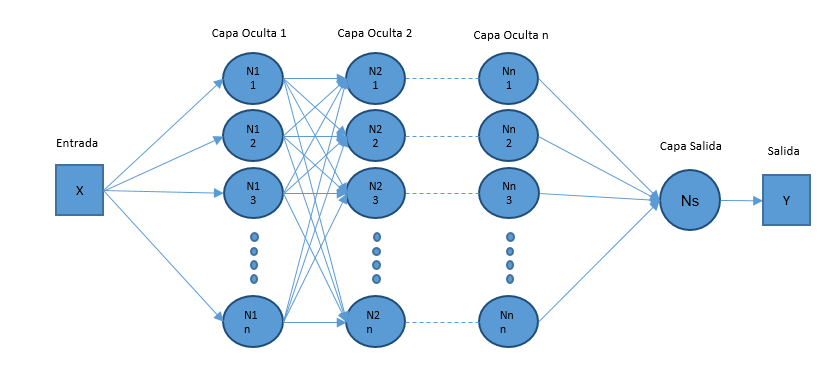 Capa Oculta 1
Capa Oculta 2
Capa Oculta n
N1
1
N2
1
Nn
1
N1
2
N2
2
Nn
2
Entrada
Capa Salida
Salida
X
N1
3
N2
3
Nn
3
Ns
Y
N1
n
N2
n
Nn
n